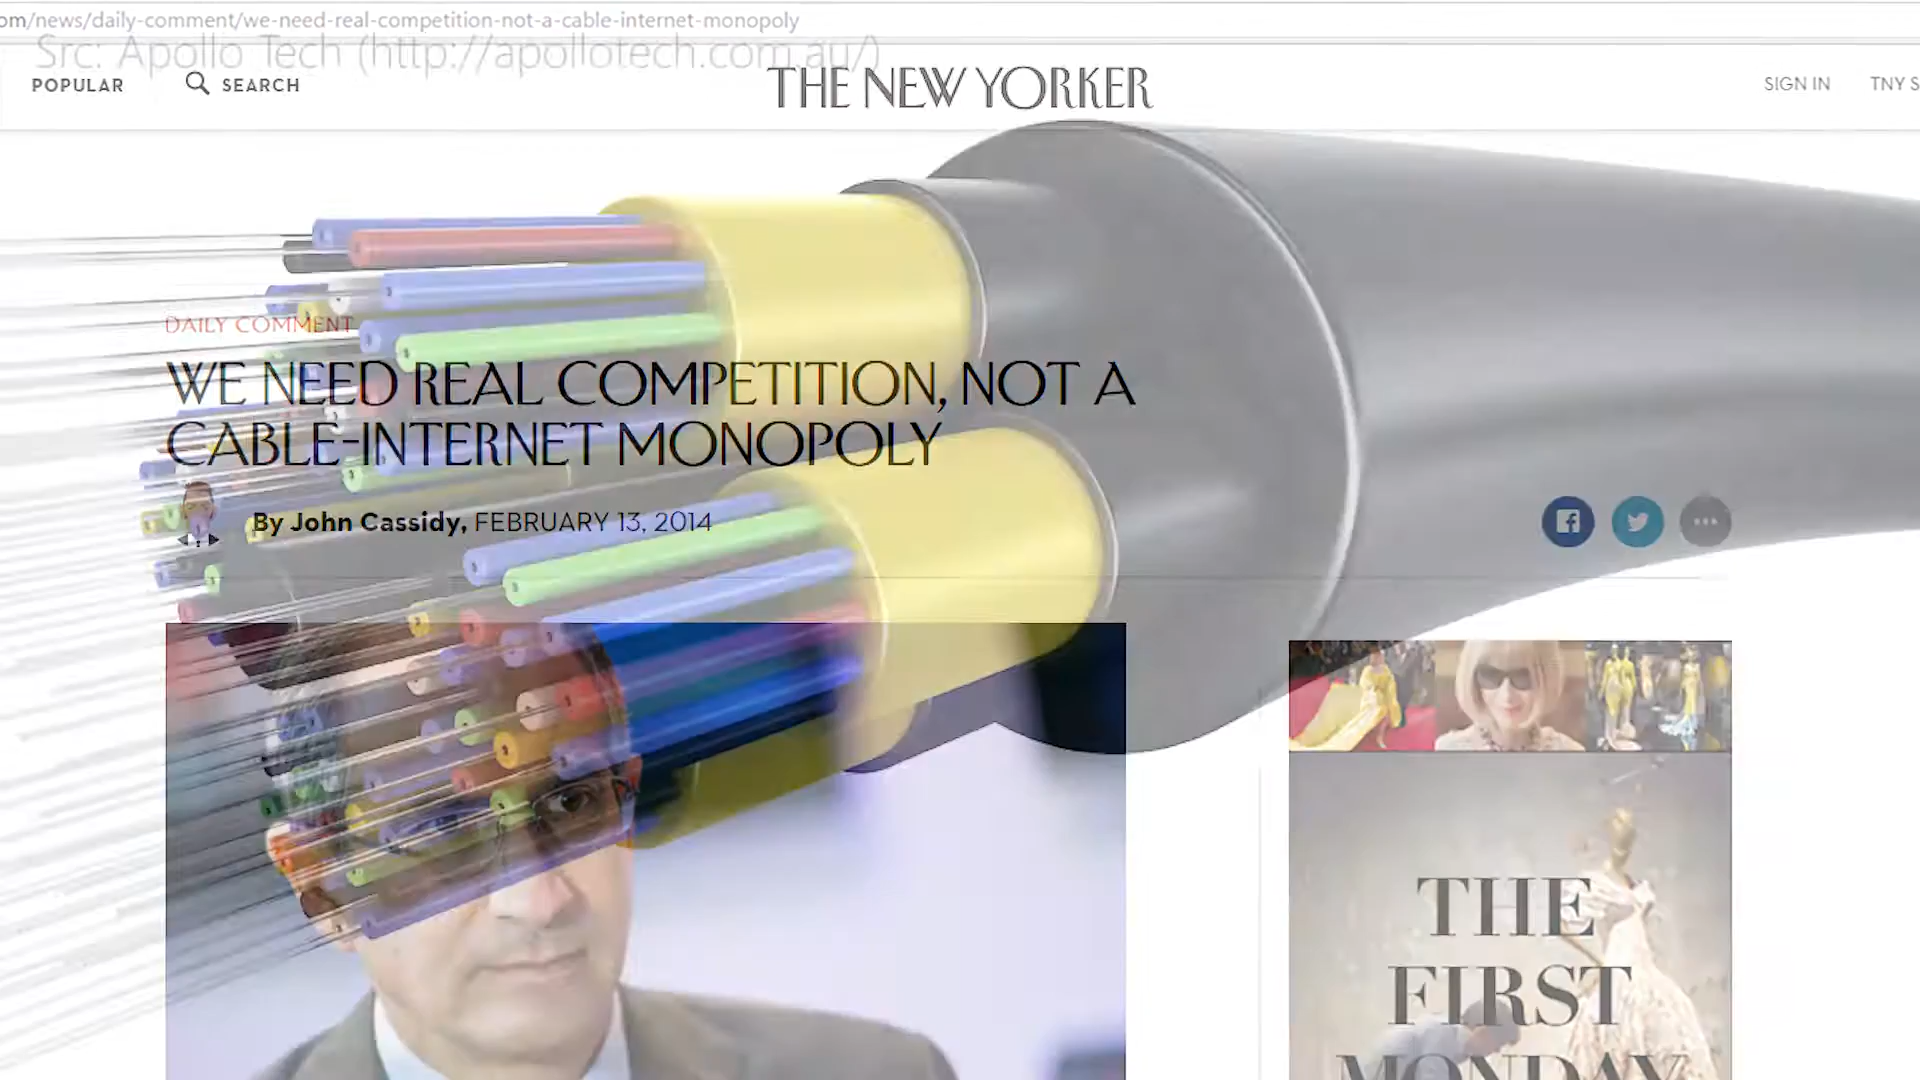 om/news/daily-comment/we-need-real-competition-not-a-cable-internet-monopoly
Src: Apollo Tech (http://apollotech.com.au/)
POPULAR
SEARCH
THE NEW YORKER
SIGN IN
TNY S
DAILY COMMENT
WE NEED REAL COMPETITION, NOT A
CABLE-INTERNET MONOPOLY
By John Cassidy, FEBRUARY 13, 2014
THE
FIRST
MONDAY